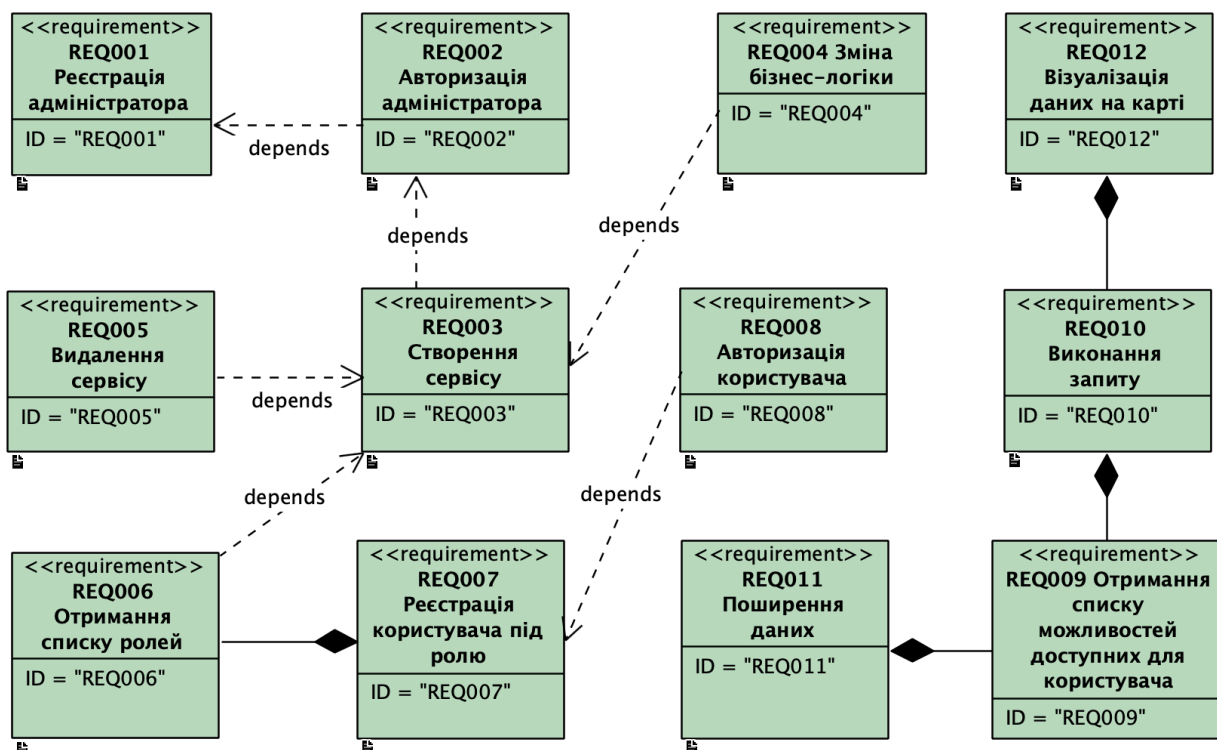 <<requirement>>
REQ001
Реєстрація
адміністратора
ID = "REQ001"
<<requirement>>
REQ002
Авторизація
адміністратора
ID = "REQ002"
<<requirement>>
REQ004 Зміна
бізнес-логіки
ID = "REQ004"
<<requirement>>
REQ012
Візуалізація
даних на карті
ID = "REQ012"
depends
depends
depends
<<requirement>>
REQ005
Видалення
сервісу
ID = "REQ005"
depends
<<requirement>>
REQ003
Створення
сервісу
ID = "REQ003"
<<requirement>>
REQ008
Авторизація
користувача
ID = "REQ008"
<<requirement>>
REQ010
Виконання
запиту
ID = "REQ010"
depends
depends
<<requirement>>
REQ006
Отримання
списку ролей
ID = "REQ006"
<<requirement>>
REQ007
Реєстрація
користувача під
ролю
ID = "REQ007"
<<requirement>>
REQ011
Поширення
даних
ID = "REQ011"
<<requirement>>
REQ009 Отримання
списку
можливостей
доступних для
користувача
ID = "REQ009"